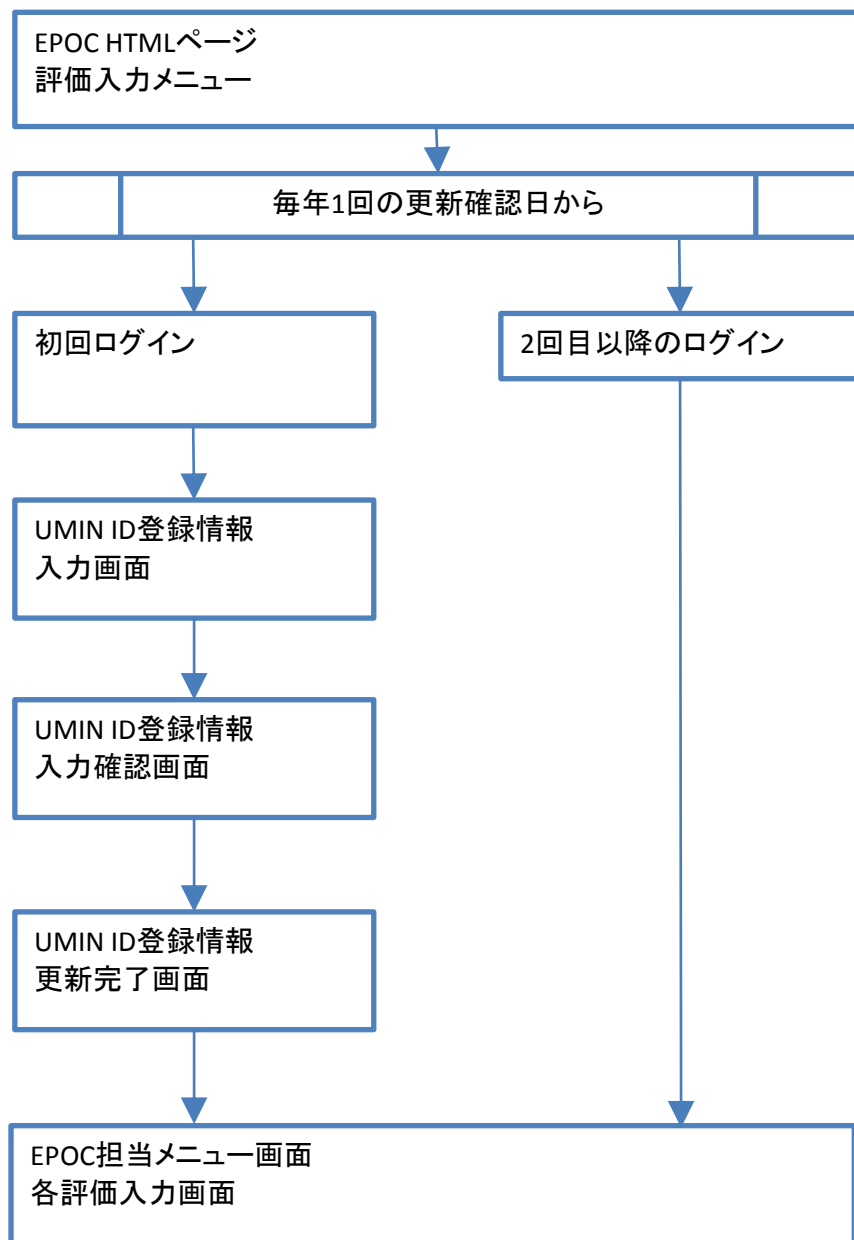 EPOC HTMLページ
評価入力メニュー
毎年1回の更新確認日から
初回ログイン
2回目以降のログイン
UMIN ID登録情報
入力画面
UMIN ID登録情報
入力確認画面
UMIN ID登録情報
更新完了画面
EPOC担当メニュー画面
各評価入力画面